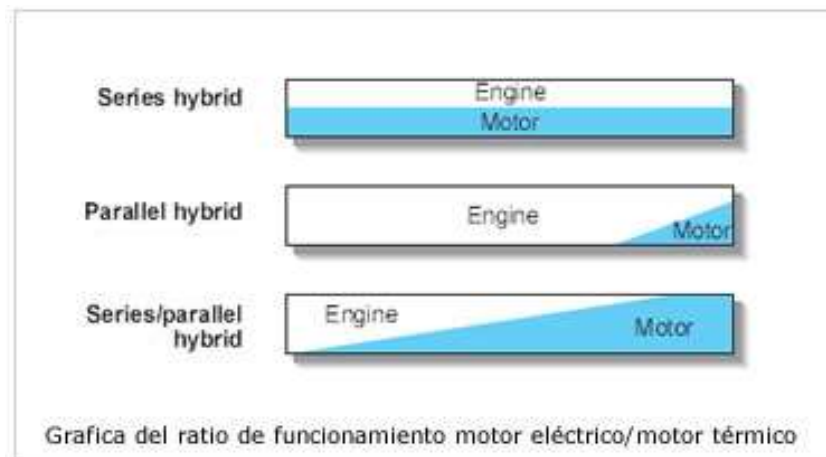 Series hybrid
Engine
Motor
Parallel hybrid
Engine
Motor
Series/parallel
hybrid
Engine
Motor
Grafica del ratio de funcionamiento motor eléctrico/motor térmico